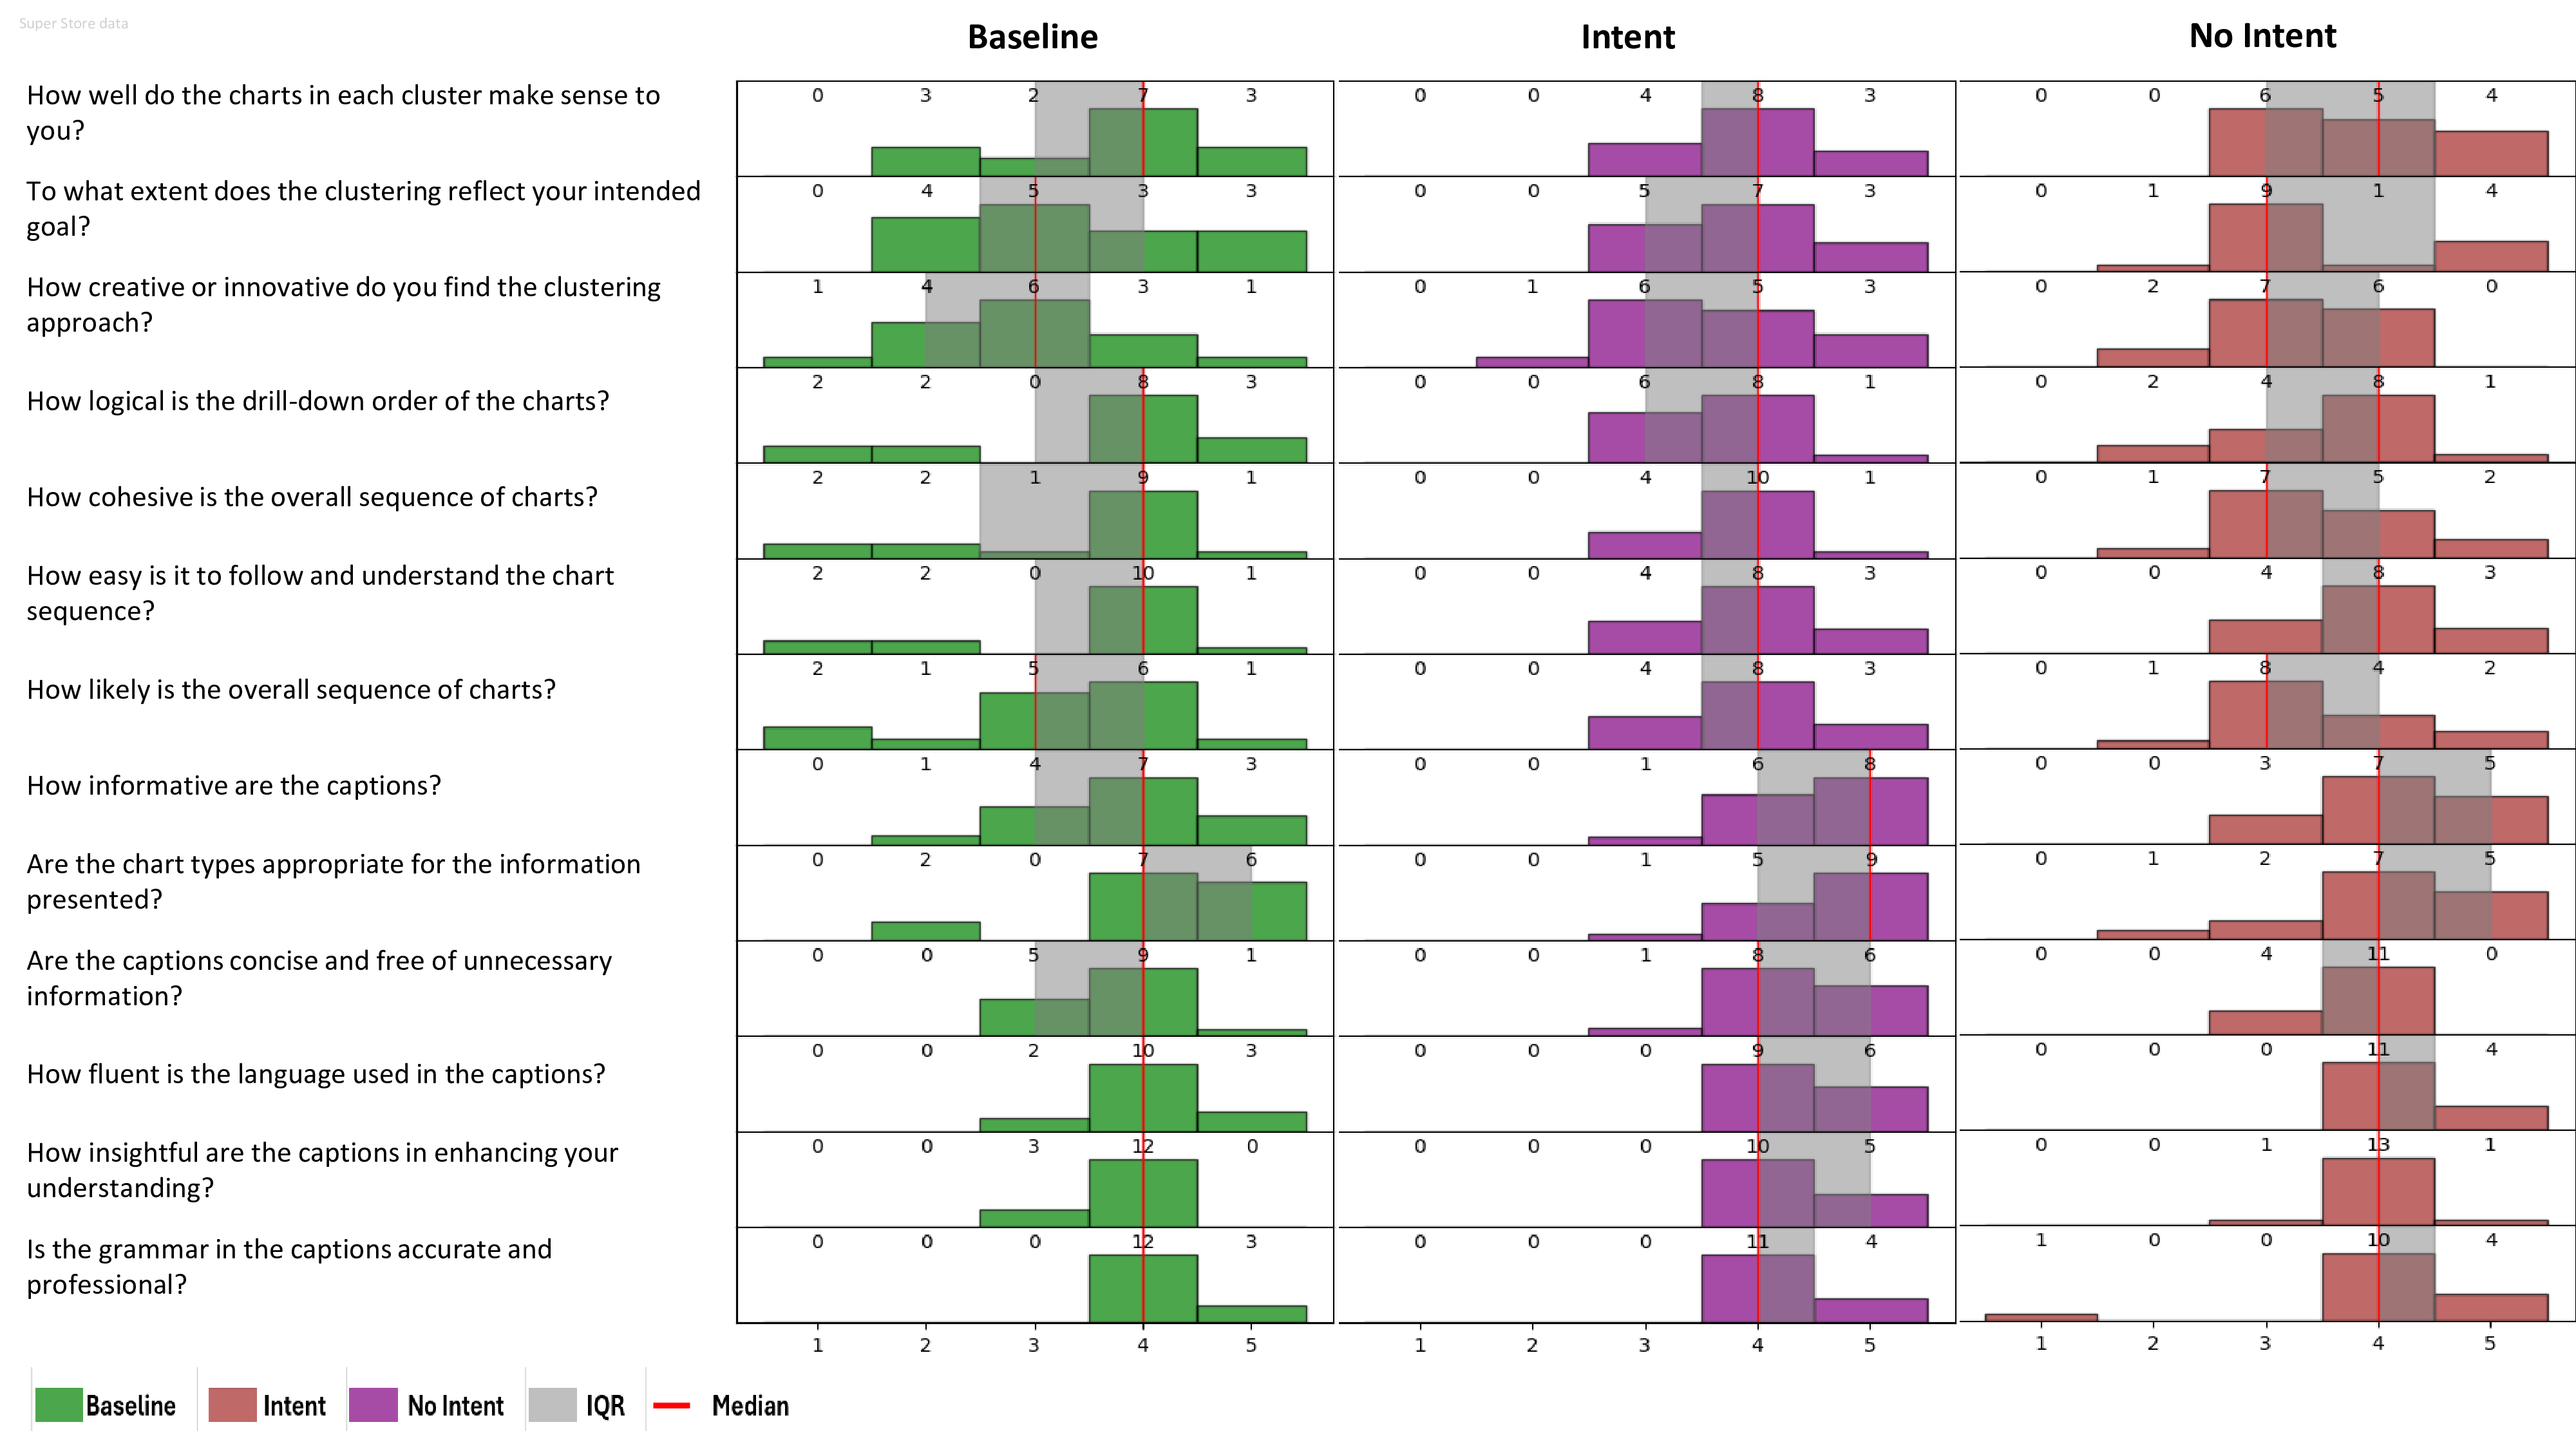 Super Store data
Baseline Intent No Intent
How well do the charts in each cluster make sense to
you?
0 3 2 7 3 0 0 4 8 3 0 0 6 5 4
To what extent does the clustering reflect your intended
goal?
0 4 5 3 3 0 0 5 7 3 0 1 9 1 4
How creative or innovative do you find the clustering
approach?
1 4 6 3 1 0 1 6 5 3 0 2 7 6 0
How logical is the drill-down order of the charts?
2 2 0 8 3 0 0 6 8 1 0 2 4 8 1
How cohesive is the overall sequence of charts?
2 2 1 9 1 0 0 4 10 1 0 1 7 5 2
How easy is it to follow and understand the chart
sequence?
2 2 0 10 1 0 0 4 8 3 0 0 4 8 3
How likely is the overall sequence of charts?
2 1 5 6 1 0 0 4 8 3 0 1 8 4 2
How informative are the captions?
0 1 4 7 3 0 0 1 6 8 0 0 3 7 5
Are the chart types appropriate for the information
presented?
0 2 0 7 6 0 0 1 5 9 0 1 2 7 5
Are the captions concise and free of unnecessary
information?
0 0 5 9 1 0 0 1 8 6 0 0 4 11 0
How fluent is the language used in the captions?
0 0 2 10 3 0 0 0 9 6 0 0 0 11 4
How insightful are the captions in enhancing your
understanding?
0 0 3 12 0 0 0 0 10 5 0 0 1 13 1
Is the grammar in the captions accurate and
professional?
0 0 0 12 3 0 0 0 11 4 1 0 0 10 4
1 2 3 4 5 1 2 3 4 5 1 2 3 4 5
Baseline Intent No Intent IQR Median